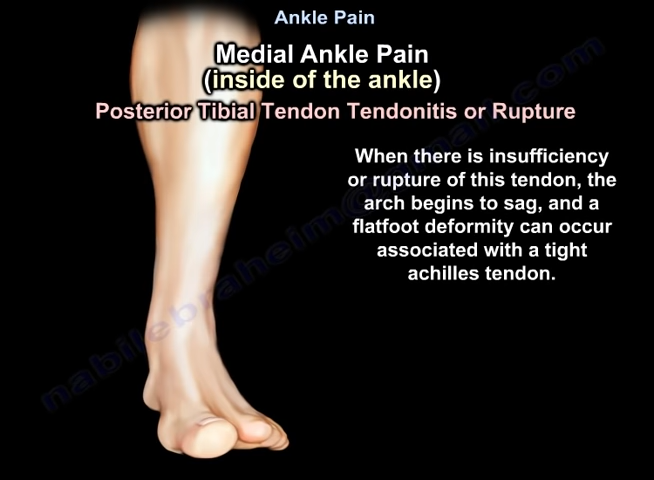 Ankle Pain
Medial Ankle Pain
(inside of the ankle)
Posterior Tibial Tendon Tendonitis or Rupture
When there is insufficiency
or rupture of this tendon, the
arch begins to sag, and a
flatfoot deformity can occur
associated with a tight
achilles tendon.